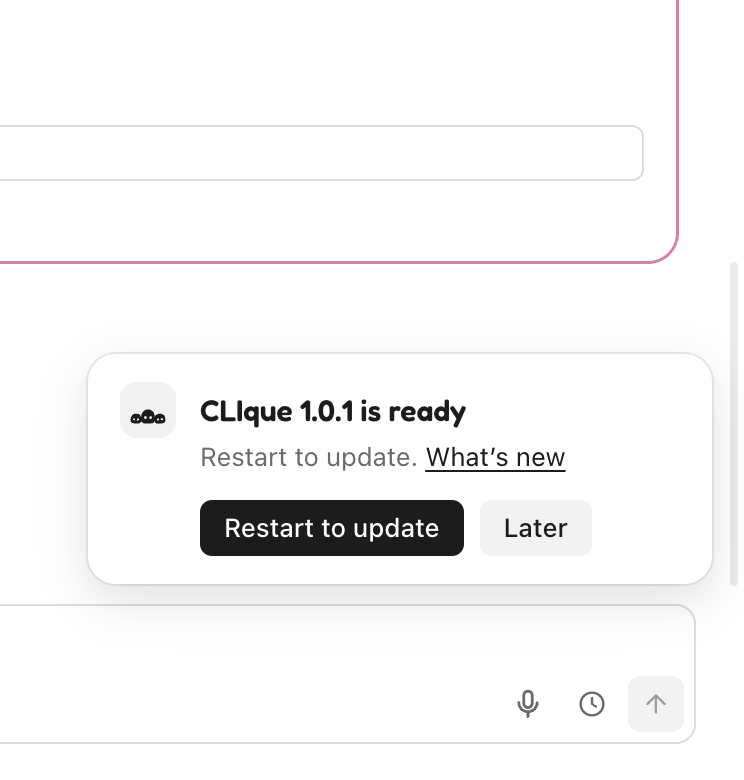 CLIque 1.0.1 is ready
Restart to update. What’s new
Restart to update
Later